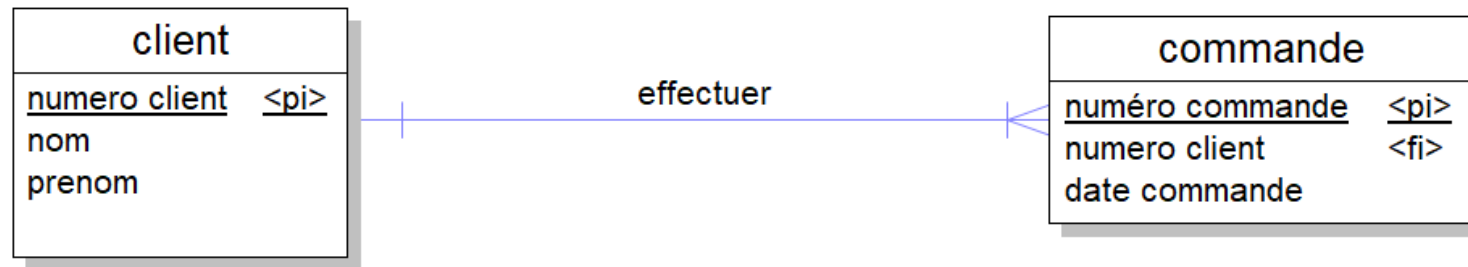 client
numero client <pi>
nom
prenom
effectuer
commande
numéro commande <pi>
numero client <fi>
date commande